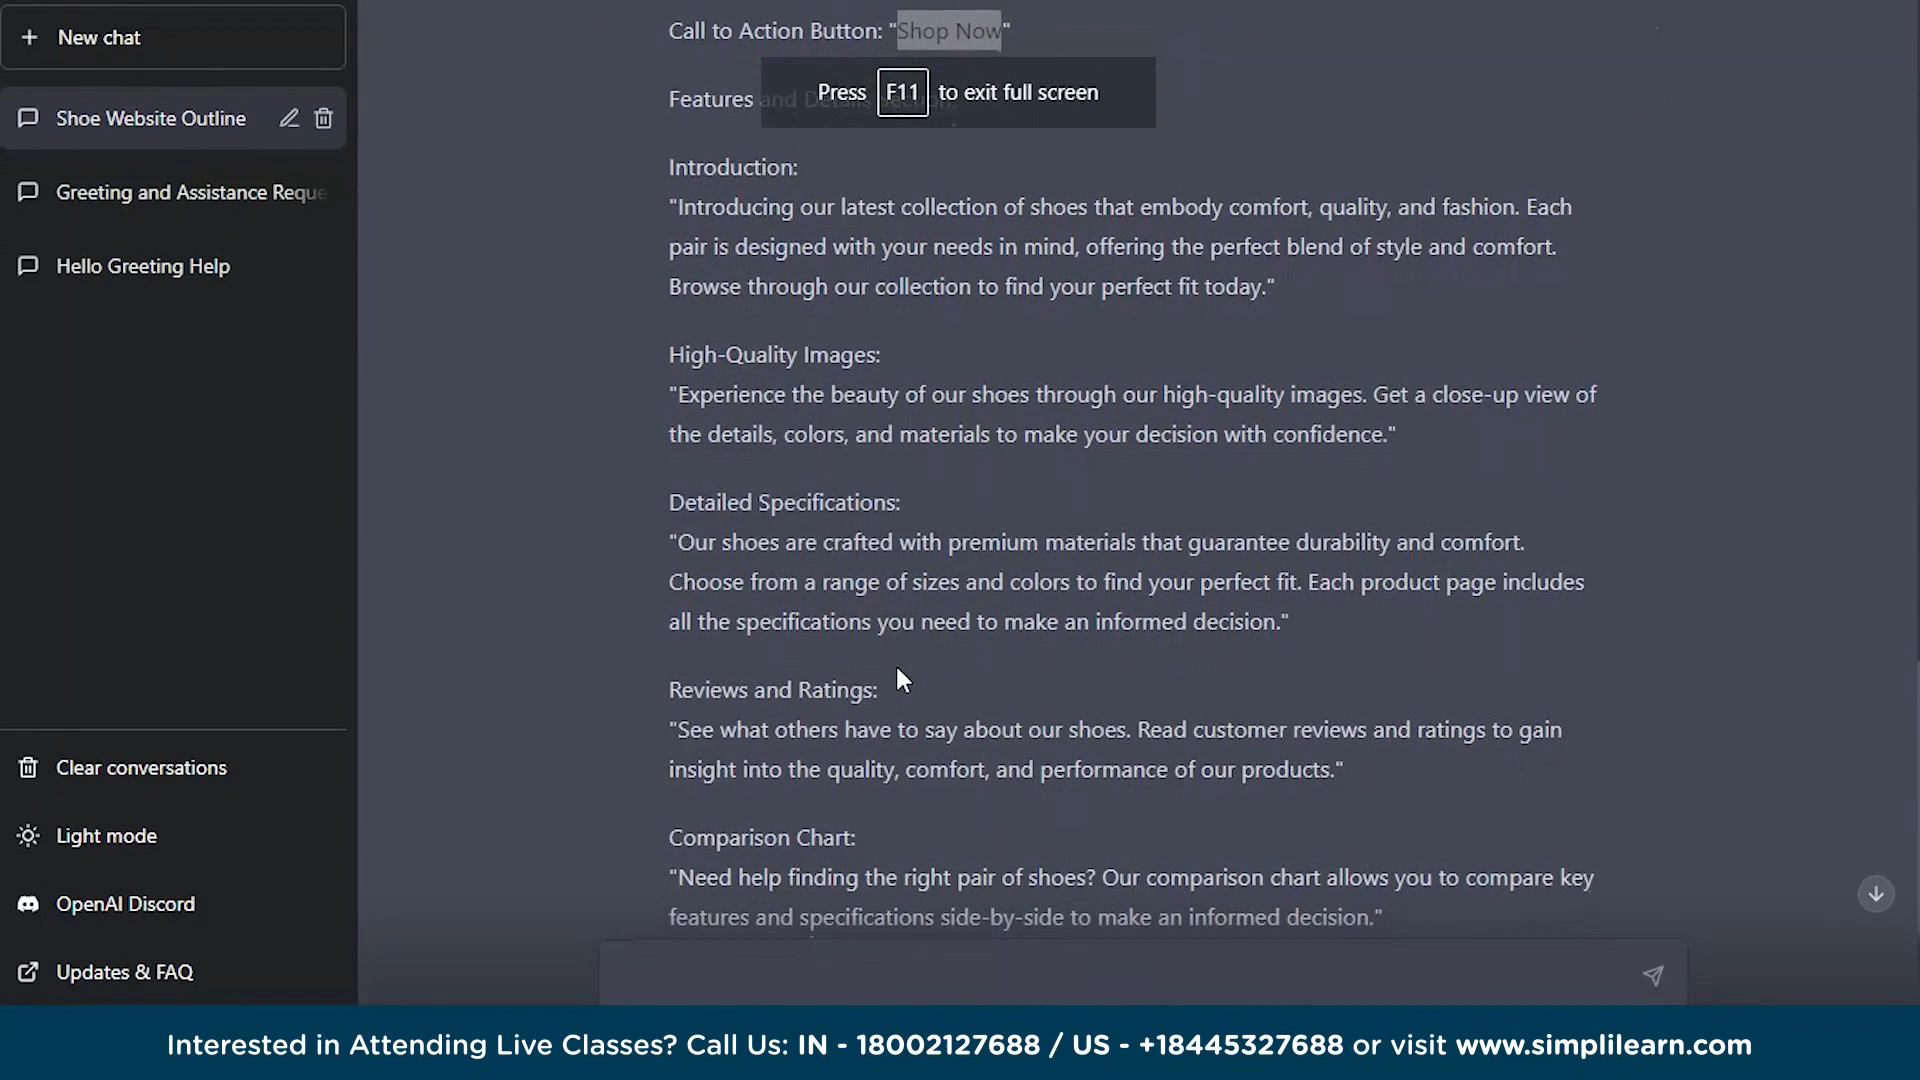 New chat
Shoe Website Outline
Greeting and Assistance Reque
Hello Greeting Help
Clear conversations
Light mode
OpenAI Discord
Updates & FAQ
Call to Action Button: "Shop Now"
Press F11 to exit full screen
Features and Details Section:
Introduction:
"Introducing our latest collection of shoes that embody comfort, quality, and fashion. Each
pair is designed with your needs in mind, offering the perfect blend of style and comfort.
Browse through our collection to find your perfect fit today."
High-Quality Images:
"Experience the beauty of our shoes through our high-quality images. Get a close-up view of
the details, colors, and materials to make your decision with confidence."
Detailed Specifications:
"Our shoes are crafted with premium materials that guarantee durability and comfort.
Choose from a range of sizes and colors to find your perfect fit. Each product page includes
all the specifications you need to make an informed decision."
Reviews and Ratings:
"See what others have to say about our shoes. Read customer reviews and ratings to gain
insight into the quality, comfort, and performance of our products."
Comparison Chart:
"Need help finding the right pair of shoes? Our comparison chart allows you to compare key
features and specifications side-by-side to make an informed decision."
Interested in Attending Live Classes? Call Us: IN - 18002127688 / US - +18445327688 or visit www.simplilearn.com